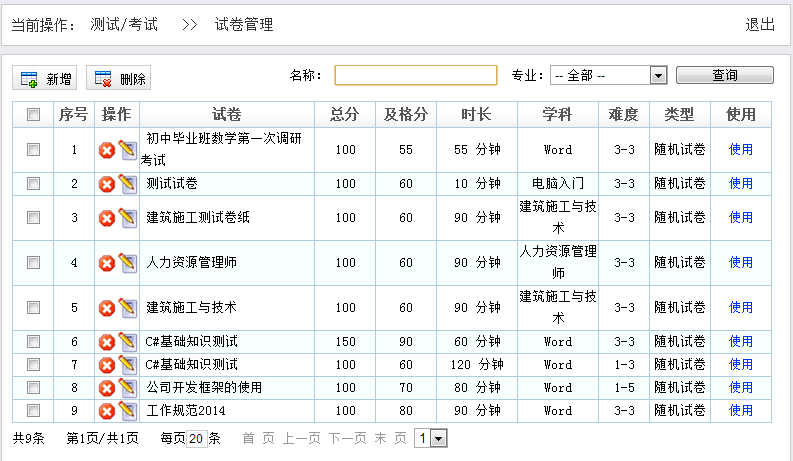 当前操作： 测试/考试 >> 试卷管理 退出
新增 删除 名称： 专业： -- 全部 -- 查询
序号 操作 试卷 总分 及格分 时长 学科 难度 类型 使用
1 初中毕业班数学第一次调研考试 100 55 55 分钟 Word 3-3 随机试卷 使用
2 测试试卷 100 60 10 分钟 电脑入门 3-3 随机试卷 使用
3 建筑施工测试卷纸 100 60 90 分钟 建筑施工与技术 3-3 随机试卷 使用
4 人力资源管理师 100 60 90 分钟 人力资源管理师 3-3 随机试卷 使用
5 建筑施工与技术 100 60 90 分钟 建筑施工与技术 3-3 随机试卷 使用
6 C#基础知识测试 150 90 60 分钟 Word 3-3 随机试卷 使用
7 C#基础知识测试 100 60 120 分钟 Word 1-3 随机试卷 使用
8 公司开发框架的使用 100 70 80 分钟 Word 1-5 随机试卷 使用
9 工作规范2014 100 80 90 分钟 Word 3-3 随机试卷 使用
共9条 第1页/共1页 每页20条 首 页 上一页 下一页 末 页 1